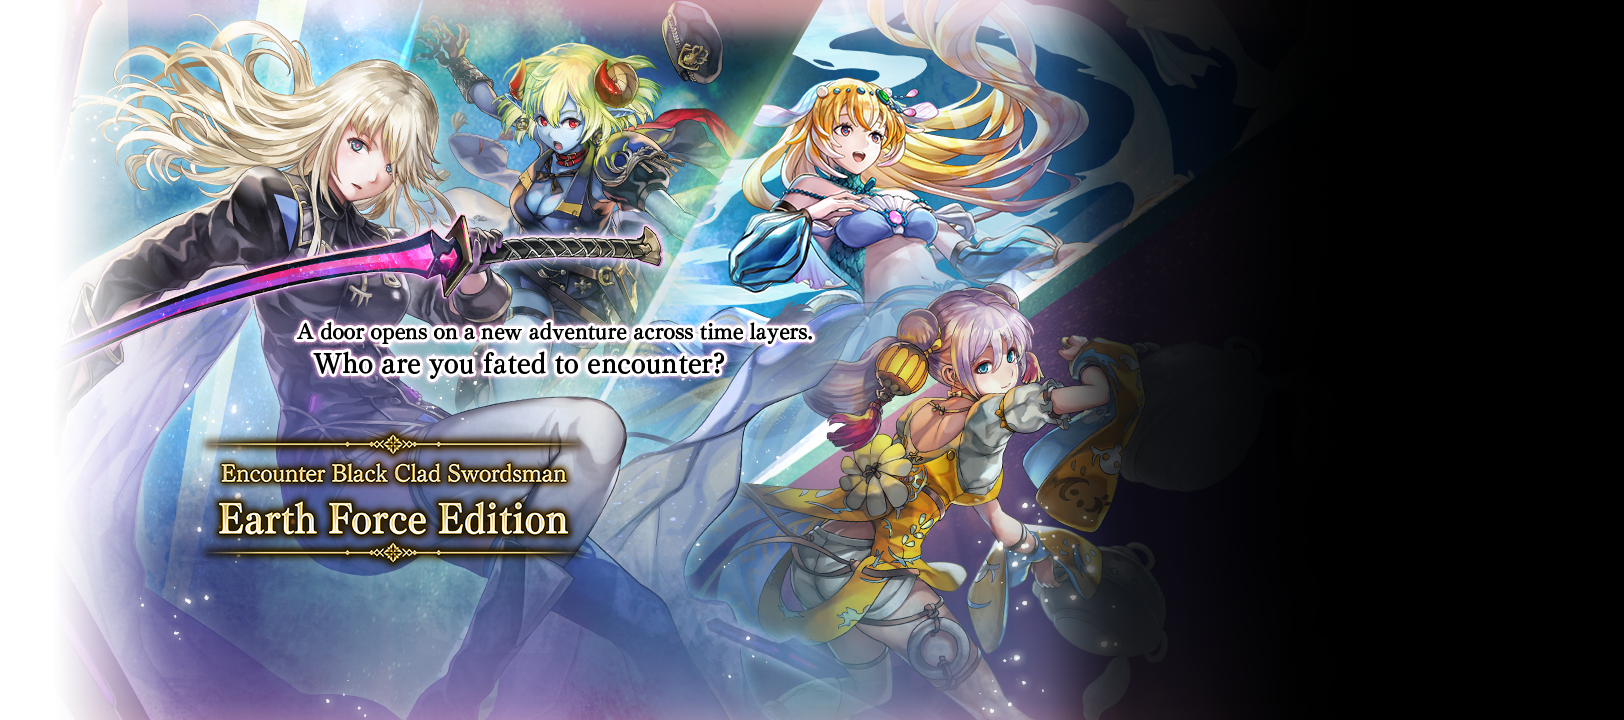 A door opens on a new adventure across time layers.
Who are you fated to encounter?
Encounter Black Clad Swordsman
Earth Force Edition